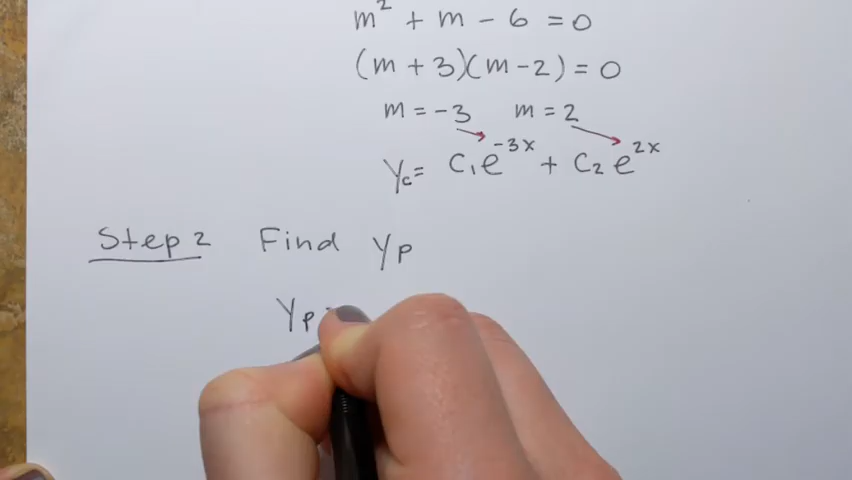 m² + m - 6 = 0
(m + 3)(m - 2) = 0
m = -3 m = 2
Yc = C₁e^-3x + C₂e^2x
Step 2 Find Yp
Yp